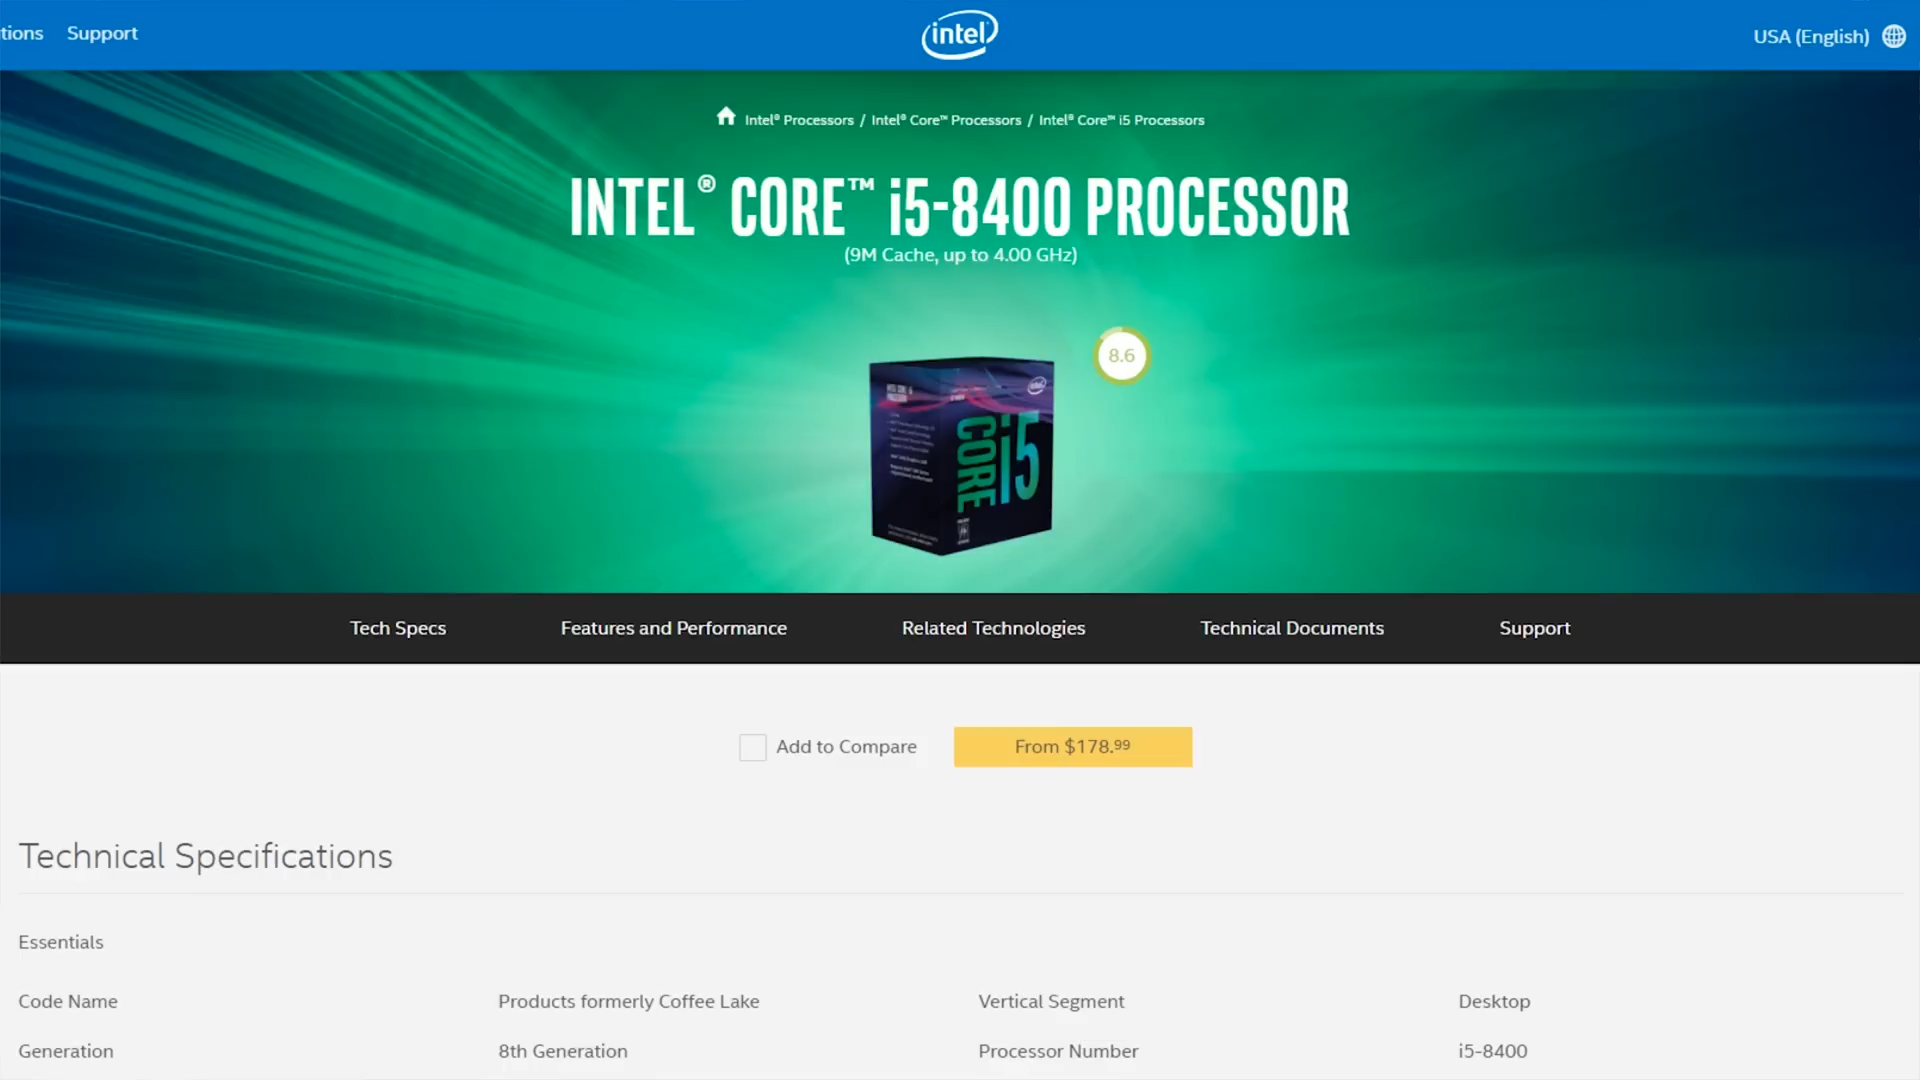 tions Support intel USA (English)
Intel® Processors / Intel® Core™ Processors / Intel® Core™ i5 Processors
INTEL® CORE™ i5-8400 PROCESSOR
(9M Cache, up to 4.00 GHz)
8.6
intel
CORE i5
Tech Specs Features and Performance Related Technologies Technical Documents Support
Add to Compare From $178.99
Technical Specifications
Essentials
Code Name Products formerly Coffee Lake Vertical Segment Desktop
Generation 8th Generation Processor Number i5-8400